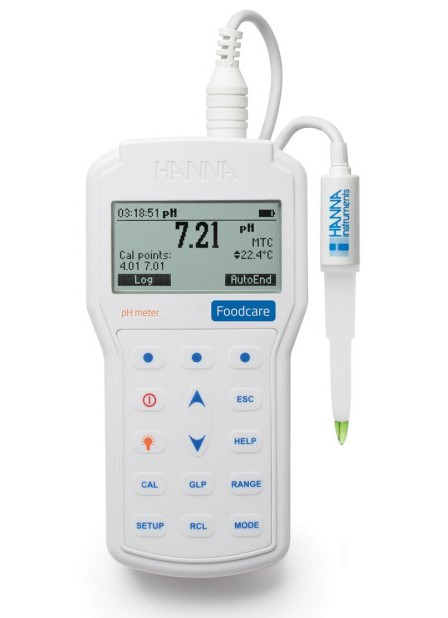 HANNA
03:18:51 pH
7.21 pH
MTC
Cal points:
22.4°C
4.01 7.01
Log
AutoEnd
pH meter
Foodcare
ESC
HELP
CAL
GLP
RANGE
SETUP
RCL
MODE
HANNA
instruments